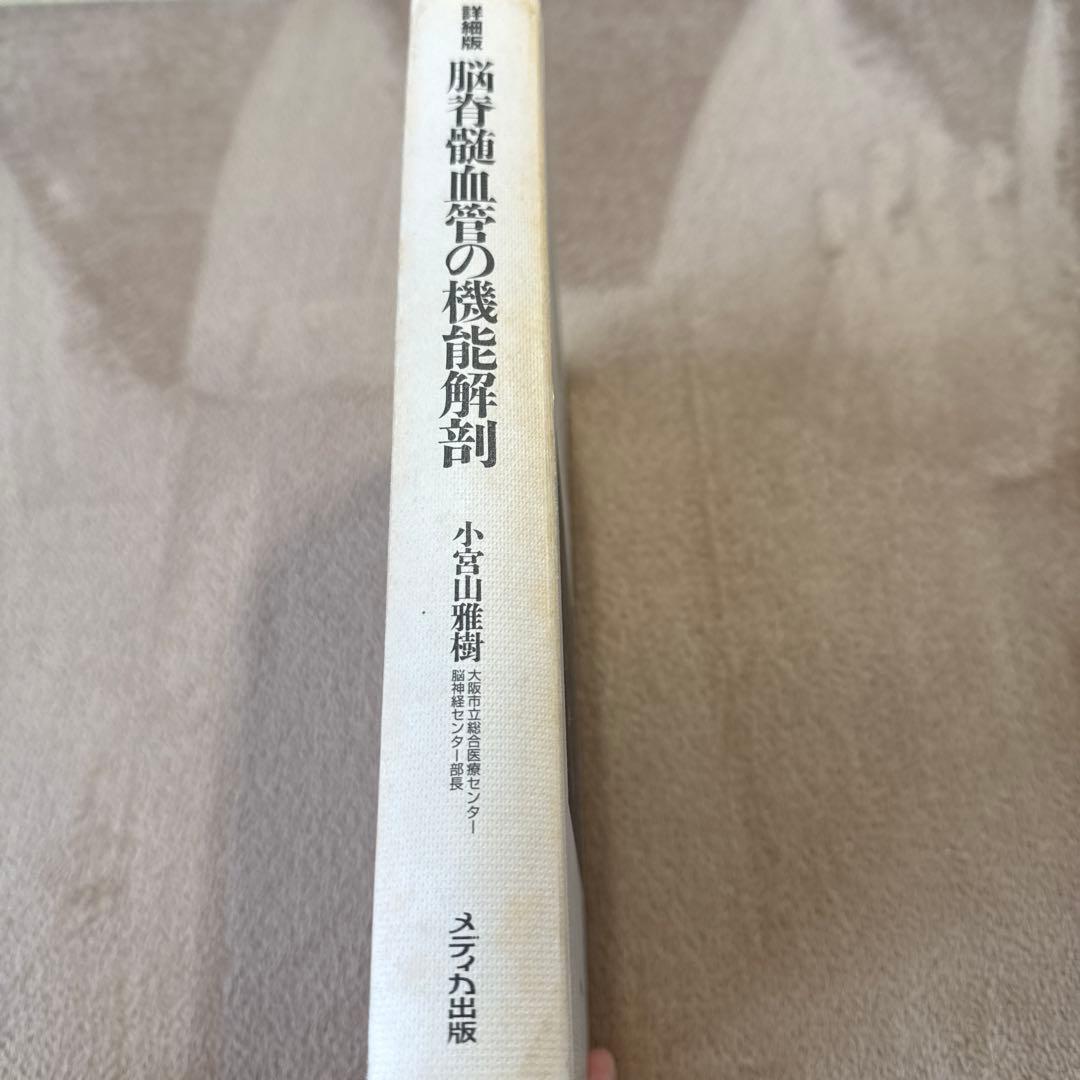 詳細版
脳脊髄血管の機能解剖
小宮山雅樹
大阪市立総合医療センター
脳神経センター部長
メディカ出版